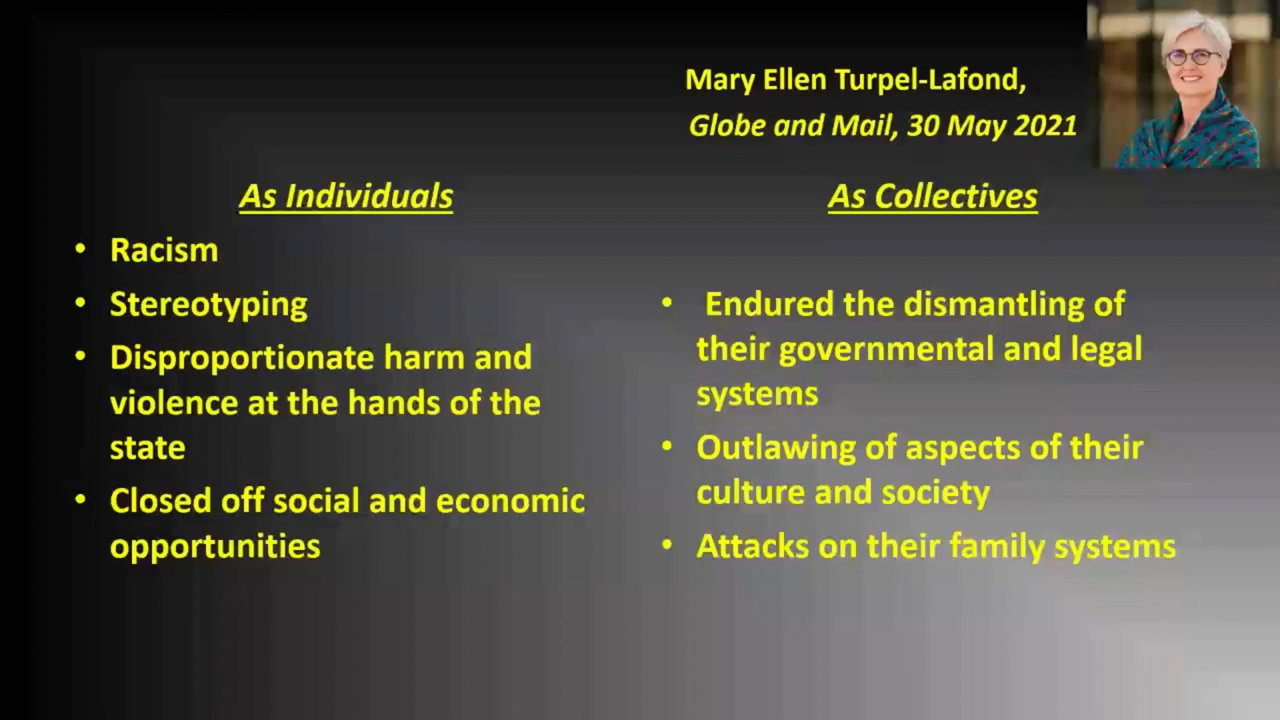 Mary Ellen Turpel-Lafond,
Globe and Mail, 30 May 2021
As Individuals
• Racism
• Stereotyping
• Disproportionate harm and
violence at the hands of the
state
• Closed off social and economic
opportunities
As Collectives
• Endured the dismantling of
their governmental and legal
systems
• Outlawing of aspects of their
culture and society
• Attacks on their family systems